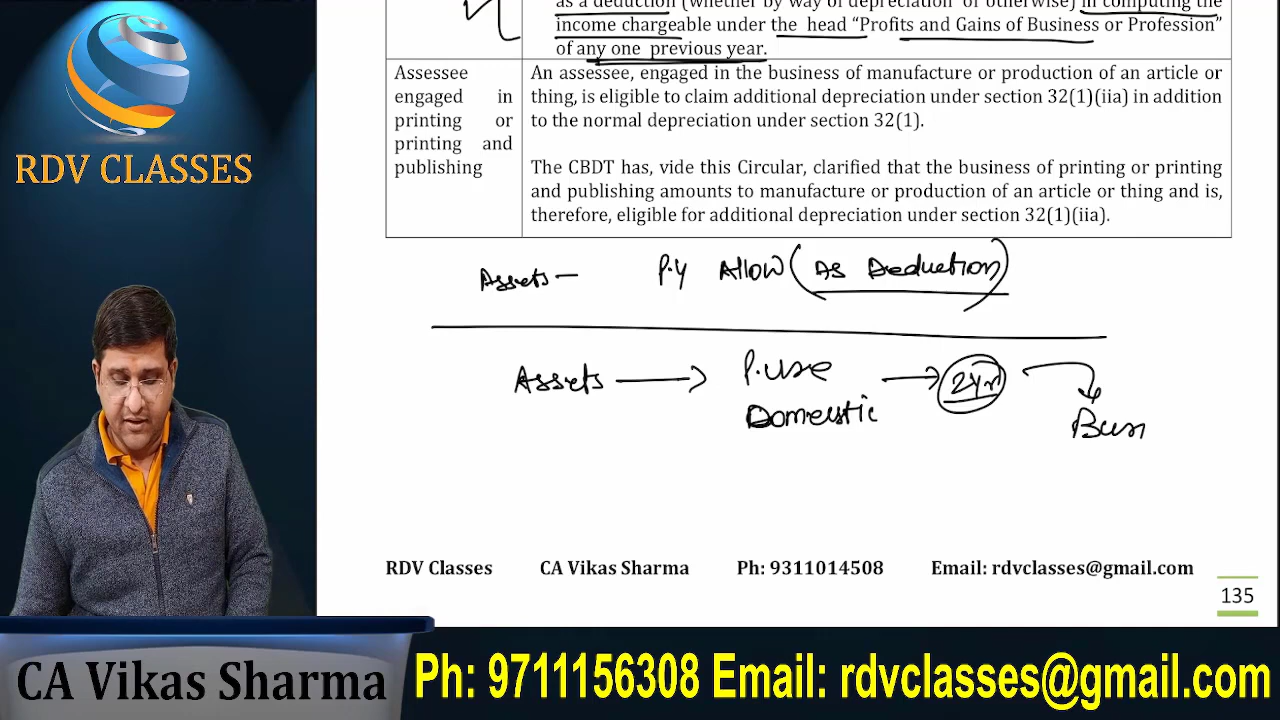 as a deduction (whether by way of depreciation or otherwise) in computing the
income chargeable under the head “Profits and Gains of Business or Profession”
of any one previous year.
Assessee
engaged in
printing or
printing and
publishing
An assessee, engaged in the business of manufacture or production of an article or
thing, is eligible to claim additional depreciation under section 32(1)(iia) in addition
to the normal depreciation under section 32(1).
The CBDT has, vide this Circular, clarified that the business of printing or printing
and publishing amounts to manufacture or production of an article or thing and is,
therefore, eligible for additional depreciation under section 32(1)(iia).
RDV CLASSES
Assets — P.Y Allow (As Deduction)
Assets → P.use → 2yr
Domestic Busn
RDV Classes CA Vikas Sharma Ph: 9311014508 Email: rdvclasses@gmail.com
135
CA Vikas Sharma
Ph: 9711156308 Email: rdvclasses@gmail.com